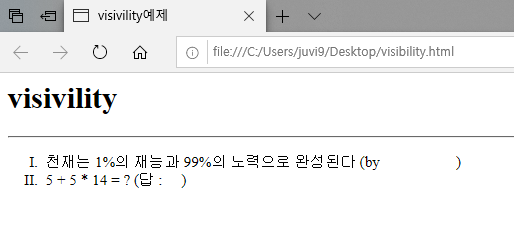 visivility예제
file:///C:/Users/juvi9/Desktop/visibility.html
visivility
I. 천재는 1%의 재능과 99%의 노력으로 완성된다 (by )
II. 5 + 5 * 14 = ? (답 : )